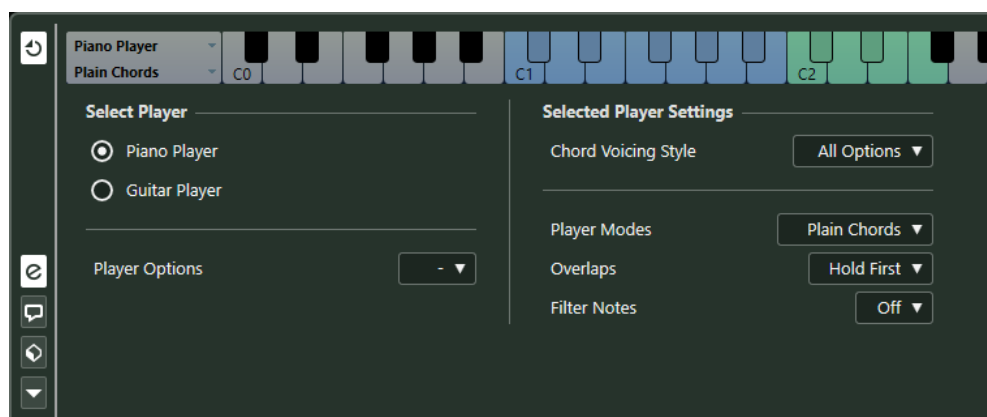 Piano Player
Plain Chords
C0
C1
C2
Select Player
Piano Player
Guitar Player
Player Options
-
Selected Player Settings
Chord Voicing Style
All Options
Player Modes
Plain Chords
Overlaps
Hold First
Filter Notes
Off